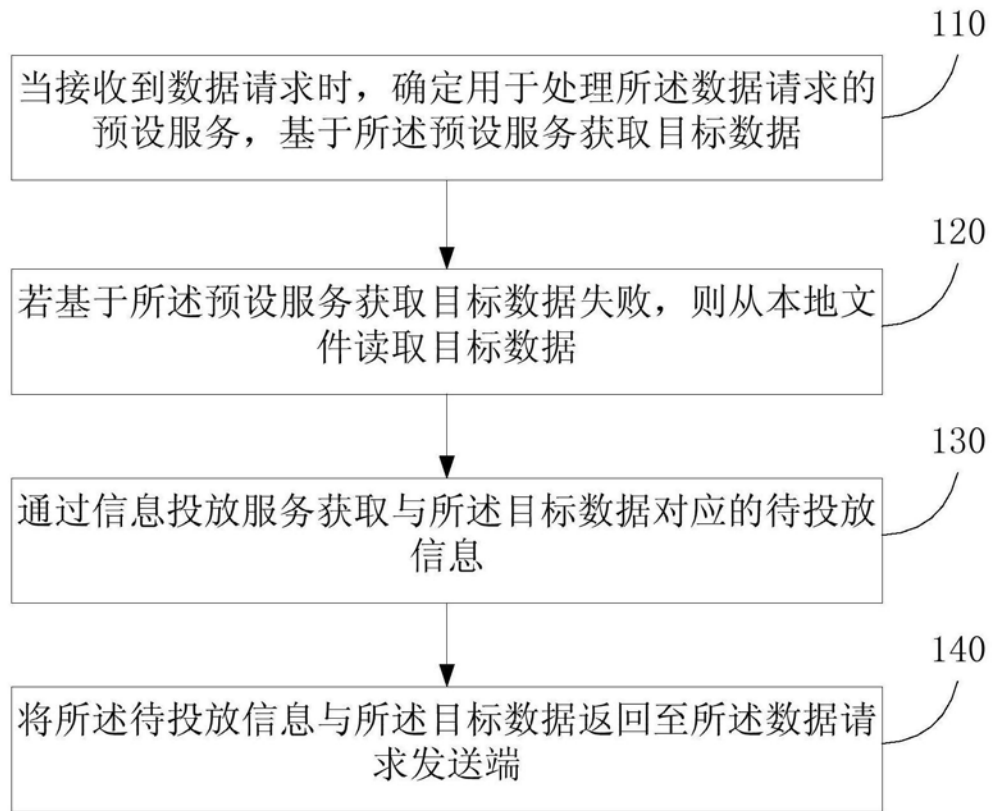 110
当接收到数据请求时，确定用于处理所述数据请求的
预设服务，基于所述预设服务获取目标数据
120
若基于所述预设服务获取目标数据失败，则从本地文
件读取目标数据
130
通过信息投放服务获取与所述目标数据对应的待投放
信息
140
将所述待投放信息与所述目标数据返回至所述数据请
求发送端